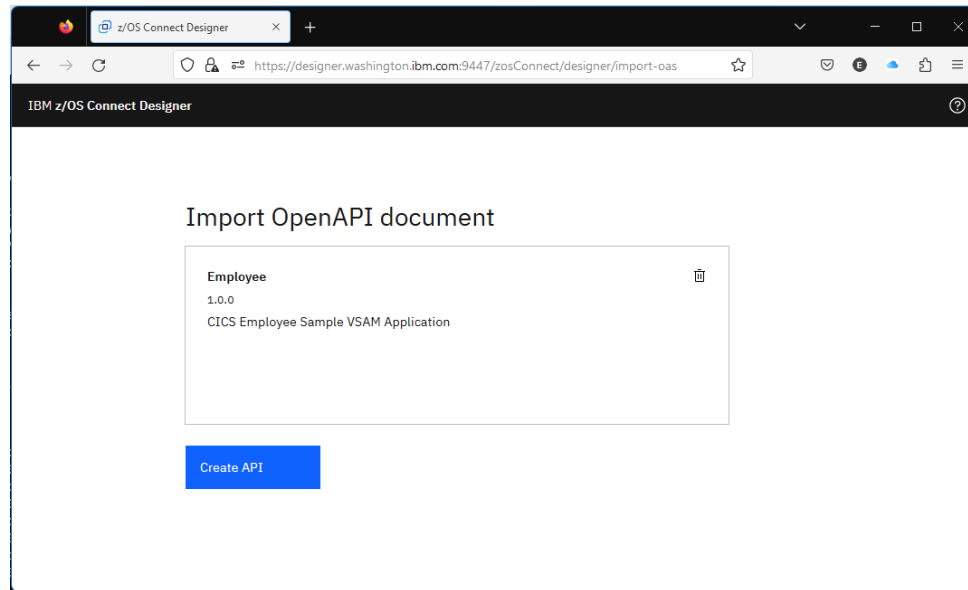 z/OS Connect Designer
https://designer.washington.ibm.com:9447/zosConnect/designer/import-oas
E
IBM z/OS Connect Designer
Import OpenAPI document
Employee
1.0.0
CICS Employee Sample VSAM Application
Create API